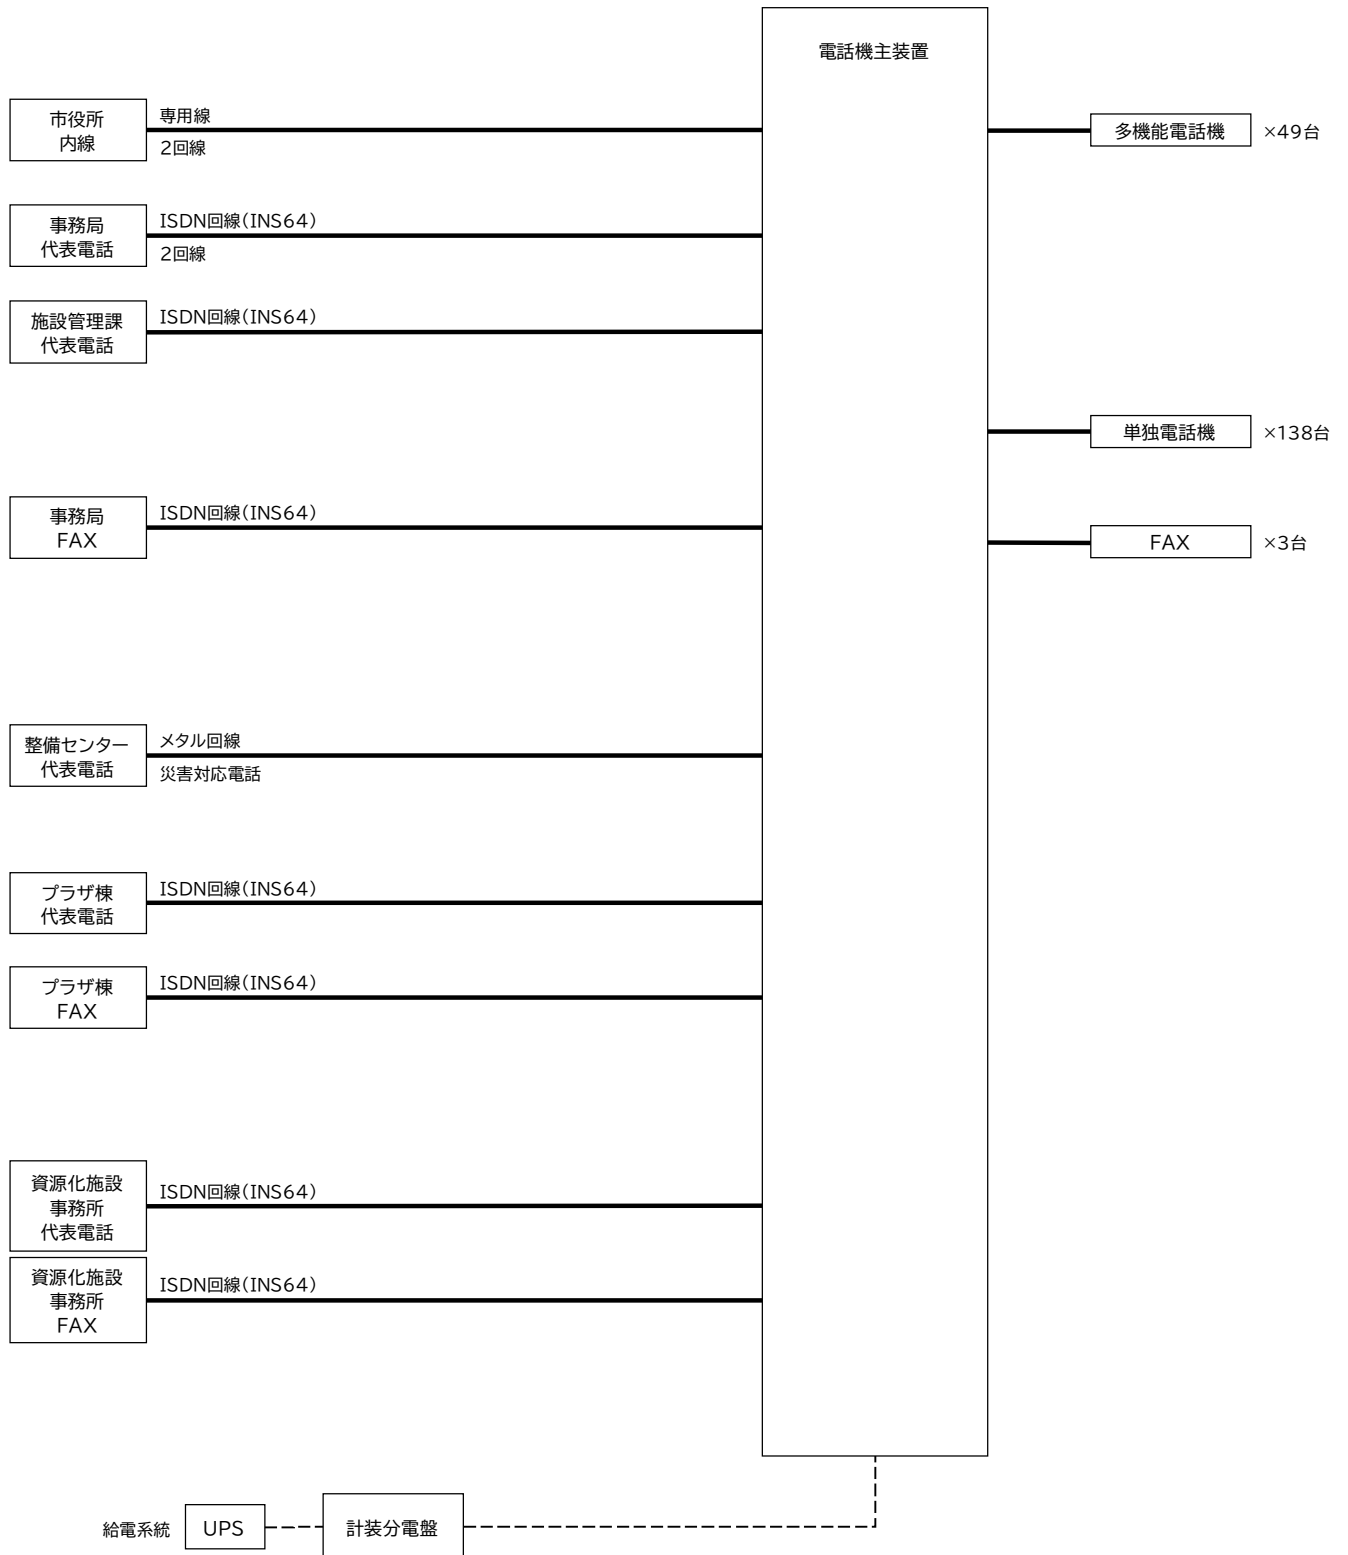 電話機主装置
市役所
内線
専用線
2回線
多機能電話機
×49台
事務局
代表電話
ISDN回線(INS64)
2回線
施設管理課
代表電話
ISDN回線(INS64)
単独電話機
×138台
事務局
FAX
ISDN回線(INS64)
FAX
×3台
整備センター
代表電話
メタル回線
災害対応電話
プラザ棟
代表電話
ISDN回線(INS64)
プラザ棟
FAX
ISDN回線(INS64)
資源化施設
事務所
代表電話
ISDN回線(INS64)
資源化施設
事務所
FAX
ISDN回線(INS64)
給電系統
UPS
計装分電盤